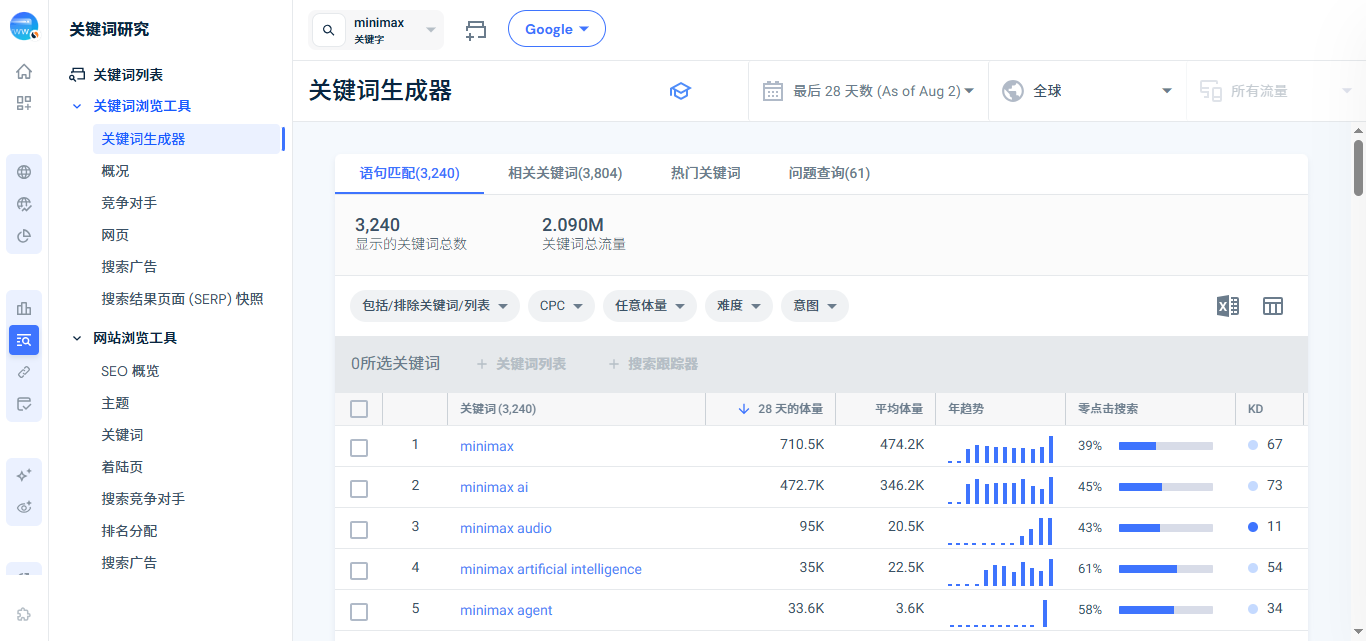 关键词研究
关键词列表
关键词浏览工具
关键词生成器
概况
竞争对手
网页
搜索广告
搜索结果页面 (SERP) 快照
网站浏览工具
SEO 概览
主题
关键词
着陆页
搜索竞争对手
排名分配
搜索广告
minimax
关键字
Google
关键词生成器
最后 28 天数 (As of Aug 2)
全球
所有流量
语句匹配(3,240) 相关关键词(3,804) 热门关键词 问题查询(61)
3,240 2.090M
显示的关键词总数 关键词总流量
包括/排除关键词/列表 CPC 任意体量 难度 意图
0所选关键词 + 关键词列表 + 搜索跟踪器
关键词 (3,240) 28 天的体量 平均体量 年趋势 零点击搜索 KD
1 minimax 710.5K 474.2K 39% 67
2 minimax ai 472.7K 346.2K 45% 73
3 minimax audio 95K 20.5K 43% 11
4 minimax artificial intelligence 35K 22.5K 61% 54
5 minimax agent 33.6K 3.6K 58% 34